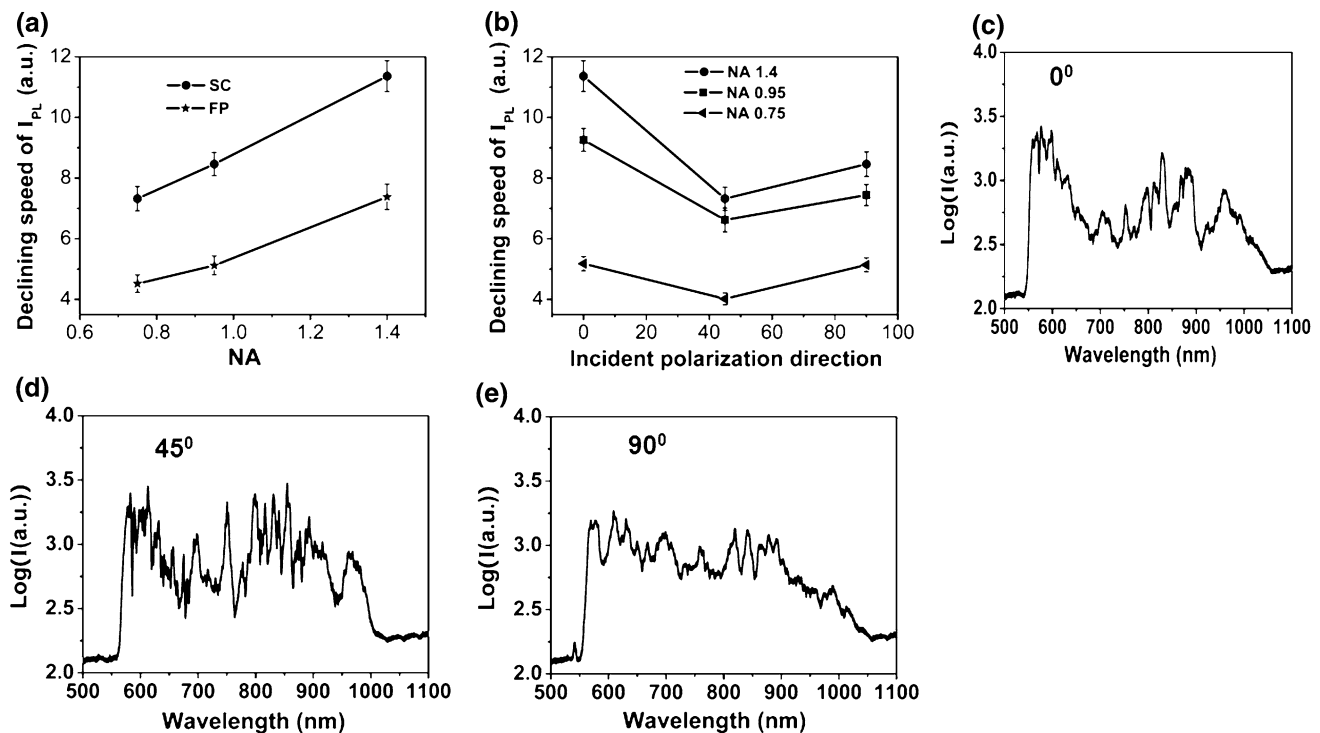 (a)
Declining speed of I_PL (a.u.)
12
10
8
6
4
SC
FP
0.6 0.8 1.0 1.2 1.4
NA
(b)
Declining speed of I_PL (a.u.)
12
10
8
6
4
NA 1.4
NA 0.95
NA 0.75
0 20 40 60 80 100
Incident polarization direction
(c)
Log(I(a.u.))
4.0
3.5
3.0
2.5
2.0
0⁰
500 600 700 800 900 1000 1100
Wavelength (nm)
(d)
Log(I(a.u.))
4.0
3.5
3.0
2.5
2.0
45⁰
500 600 700 800 900 1000 1100
Wavelength (nm)
(e)
Log(I(a.u.))
4.0
3.5
3.0
2.5
2.0
90⁰
500 600 700 800 900 1000 1100
Wavelength (nm)